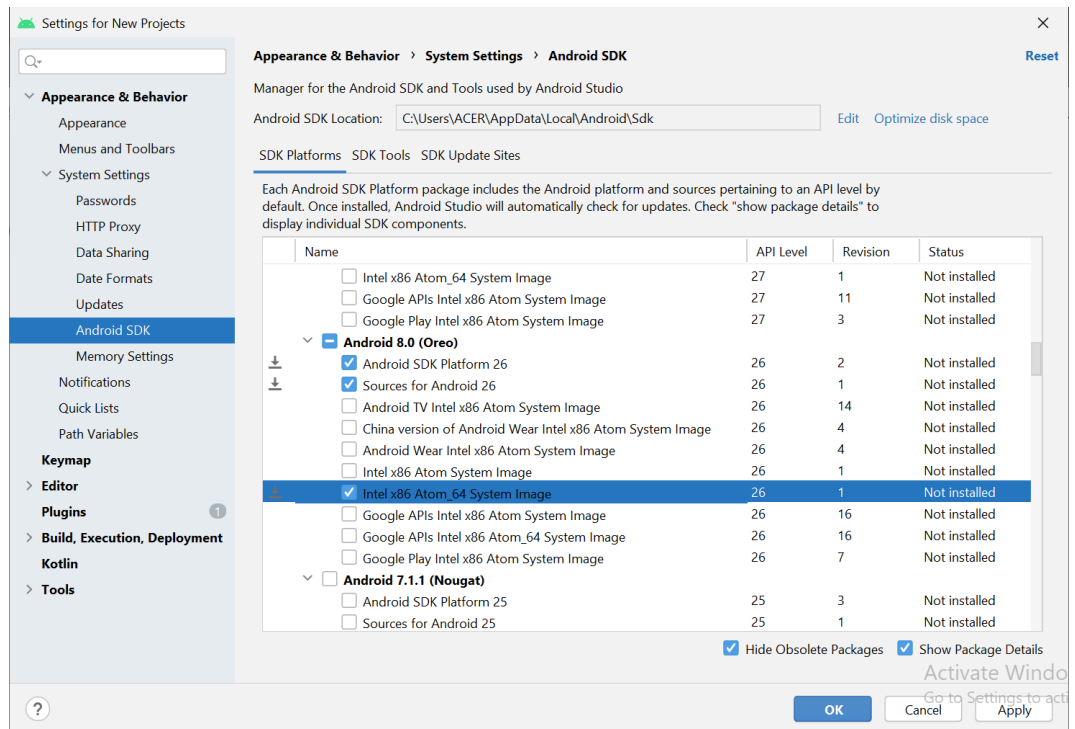 Settings for New Projects
Appearance & Behavior › System Settings › Android SDK
Reset
Manager for the Android SDK and Tools used by Android Studio
Android SDK Location: C:\Users\ACER\AppData\Local\Android\Sdk Edit Optimize disk space
SDK Platforms SDK Tools SDK Update Sites
Each Android SDK Platform package includes the Android platform and sources pertaining to an API level by
default. Once installed, Android Studio will automatically check for updates. Check "show package details" to
display individual SDK components.
Appearance & Behavior
Appearance
Menus and Toolbars
System Settings
Passwords
HTTP Proxy
Data Sharing
Date Formats
Updates
Android SDK
Memory Settings
Notifications
Quick Lists
Path Variables
Keymap
Editor
Plugins 1
Build, Execution, Deployment
Kotlin
Tools
Name API Level Revision Status
Intel x86 Atom_64 System Image 27 1 Not installed
Google APIs Intel x86 Atom System Image 27 11 Not installed
Google Play Intel x86 Atom System Image 27 3 Not installed
Android 8.0 (Oreo)
Android SDK Platform 26 26 2 Not installed
Sources for Android 26 26 1 Not installed
Android TV Intel x86 Atom System Image 26 14 Not installed
China version of Android Wear Intel x86 Atom System Image 26 4 Not installed
Android Wear Intel x86 Atom System Image 26 4 Not installed
Intel x86 Atom System Image 26 1 Not installed
Intel x86 Atom_64 System Image 26 1 Not installed
Google APIs Intel x86 Atom System Image 26 16 Not installed
Google APIs Intel x86 Atom_64 System Image 26 16 Not installed
Google Play Intel x86 Atom System Image 26 7 Not installed
Android 7.1.1 (Nougat)
Android SDK Platform 25 25 3 Not installed
Sources for Android 25 25 1 Not installed
Hide Obsolete Packages Show Package Details
Activate Windo
Go to Settings to acti
? OK Cancel Apply